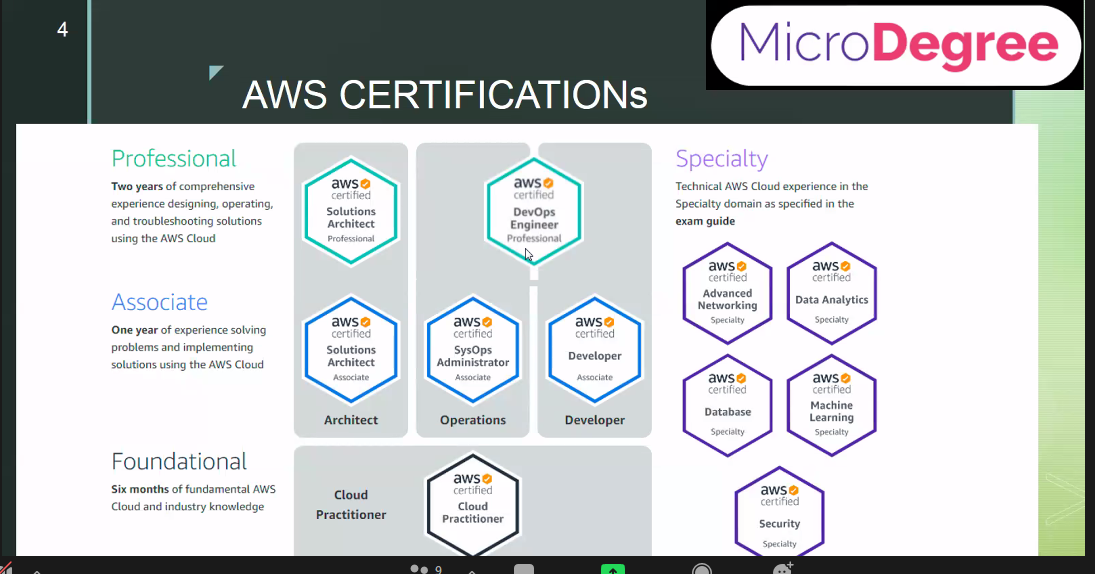 4
MicroDegree
AWS CERTIFICATIONs
Professional
Two years of comprehensive
experience designing, operating,
and troubleshooting solutions
using the AWS Cloud
aws
certified
Solutions
Architect
Professional
aws
certified
DevOps
Engineer
Professional
Specialty
Technical AWS Cloud experience in the
Specialty domain as specified in the
exam guide
aws
certified
Advanced
Networking
Specialty
aws
certified
Data Analytics
Specialty
Associate
One year of experience solving
problems and implementing
solutions using the AWS Cloud
aws
certified
Solutions
Architect
Associate
aws
certified
SysOps
Administrator
Associate
aws
certified
Developer
Associate
Architect
Operations
Developer
aws
certified
Database
Specialty
aws
certified
Machine
Learning
Specialty
Foundational
Six months of fundamental AWS
Cloud and industry knowledge
Cloud
Practitioner
aws
certified
Cloud
Practitioner
aws
certified
Security
Specialty
9